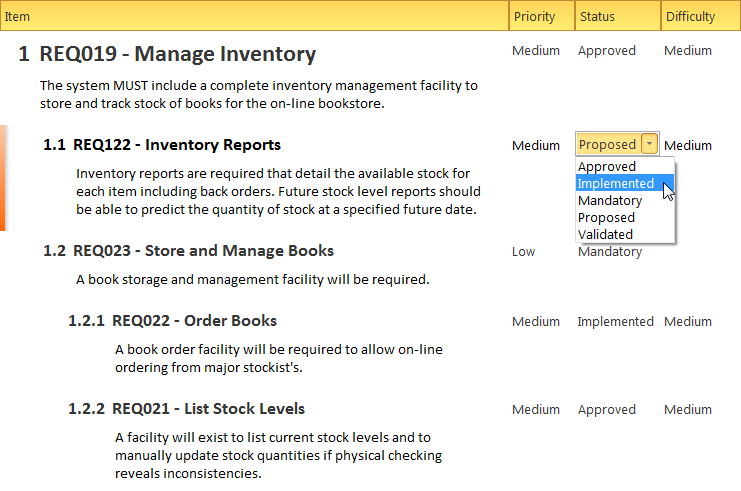 Item Priority Status Difficulty
1 REQ019 - Manage Inventory Medium Approved Medium
The system MUST include a complete inventory management facility to
store and track stock of books for the on-line bookstore.
1.1 REQ122 - Inventory Reports Medium Proposed Medium
Approved
Implemented
Mandatory
Proposed
Validated
Inventory reports are required that detail the available stock for
each item including back orders. Future stock level reports should
be able to predict the quantity of stock at a specified future date.
1.2 REQ023 - Store and Manage Books Low Mandatory
A book storage and management facility will be required.
1.2.1 REQ022 - Order Books Medium Implemented Medium
A book order facility will be required to allow on-line
ordering from major stockist's.
1.2.2 REQ021 - List Stock Levels Medium Approved Medium
A facility will exist to list current stock levels and to
manually update stock quantities if physical checking
reveals inconsistencies.